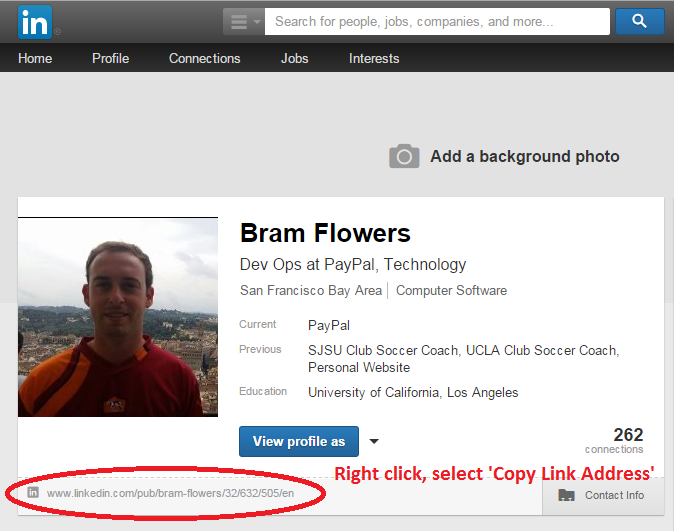 in ®
Search for people, jobs, companies, and more...
Home Profile Connections Jobs Interests
Add a background photo
Bram Flowers
Dev Ops at PayPal, Technology
San Francisco Bay Area | Computer Software
Current PayPal
Previous SJSU Club Soccer Coach, UCLA Club Soccer Coach,
Personal Website
Education University of California, Los Angeles
View profile as
262
connections
Right click, select 'Copy Link Address'
in www.linkedin.com/pub/bram-flowers/32/632/505/en
Contact Info